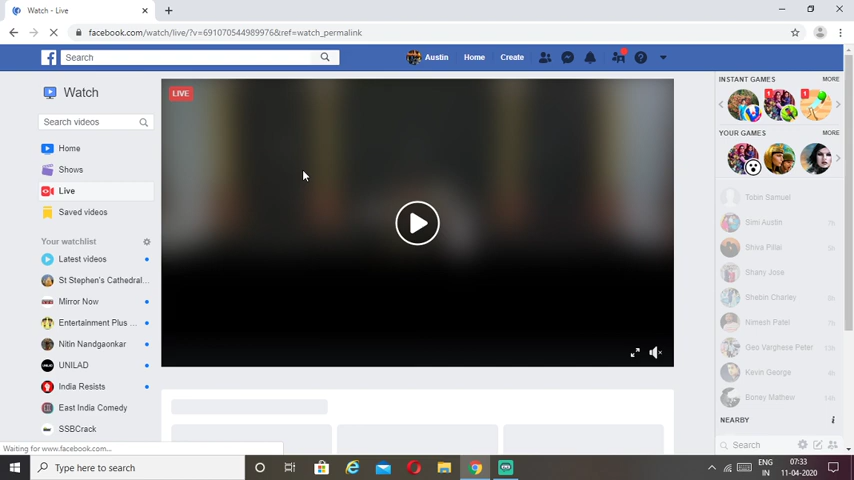 Watch - Live
facebook.com/watch/live/?v=691070544989976&ref=watch_permalink
Search
Austin
Home
Create
Watch
Search videos
Home
Shows
Live
Saved videos
Your watchlist
Latest videos
St Stephen's Cathedral...
Mirror Now
Entertainment Plus ...
Nitin Nandgaonkar
UNILAD
India Resists
East India Comedy
SSBCrack
LIVE
INSTANT GAMES
MORE
1
1
YOUR GAMES
MORE
Tobin Samuel
Simi Austin
Shiva Pillai
Shany Jose
Shebin Charley
Nimesh Patel
Geo Varghese Peter
Kevin George
Boney Mathew
NEARBY
Search
Waiting for www.facebook.com...
Type here to search
ENG
IN
07:33
11-04-2020